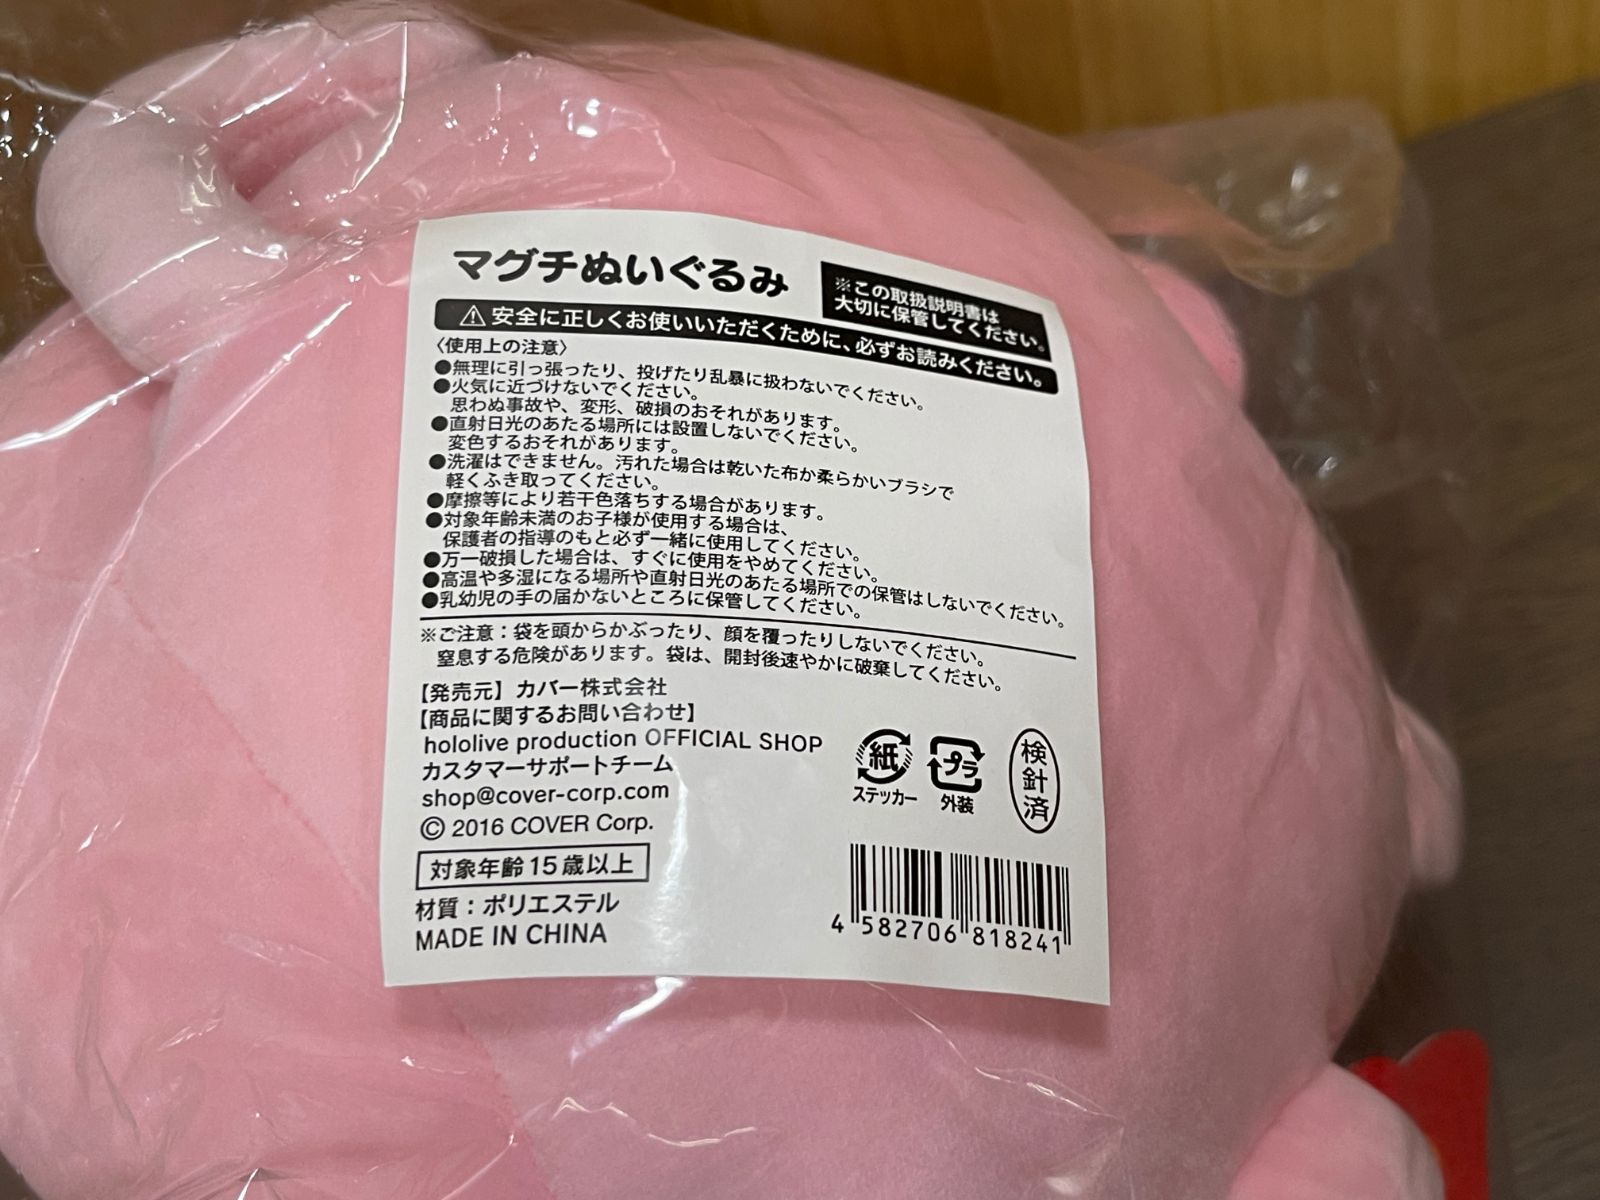 マグチぬいぐるみ
※この取扱説明書は
大切に保管してください。
⚠安全に正しくお使いいただくために、必ずお読みください。
〈使用上の注意〉
●無理に引っ張ったり、投げたり乱暴に扱わないでください。
●火気に近づけないでください。
思わぬ事故や、変形、破損のおそれがあります。
●直射日光のあたる場所には設置しないでください。
変色するおそれがあります。
●洗濯はできません。汚れた場合は乾いた布か柔らかいブラシで
軽くふき取ってください。
●摩擦等により若干色落ちする場合があります。
●対象年齢未満のお子様が使用する場合は、
保護者の指導のもと必ず一緒に使用してください。
●万一破損した場合は、すぐに使用をやめてください。
●高温や多湿になる場所や直射日光のあたる場所での保管はしないでください。
●乳幼児の手の届かないところに保管してください。
※ご注意：袋を頭からかぶったり、顔を覆ったりしないでください。
窒息する危険があります。袋は、開封後速やかに破棄してください。
【発売元】カバー株式会社
【商品に関するお問い合わせ】
hololive production OFFICIAL SHOP
カスタマーサポートチーム
shop@cover-corp.com
© 2016 COVER Corp.
対象年齢15歳以上
材質：ポリエステル
MADE IN CHINA
紙
ステッカー
プラ
外装
検針済
4 582706 818241